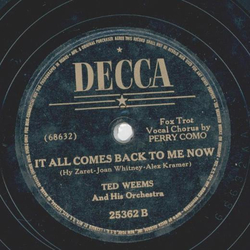 DECCA
(68632)
Fox Trot
Vocal Chorus by
PERRY COMO
IT ALL COMES BACK TO ME NOW
(Hy Zaret-Joan Whitney-Alex Kramer)
TED WEEMS
And His Orchestra
25362 B